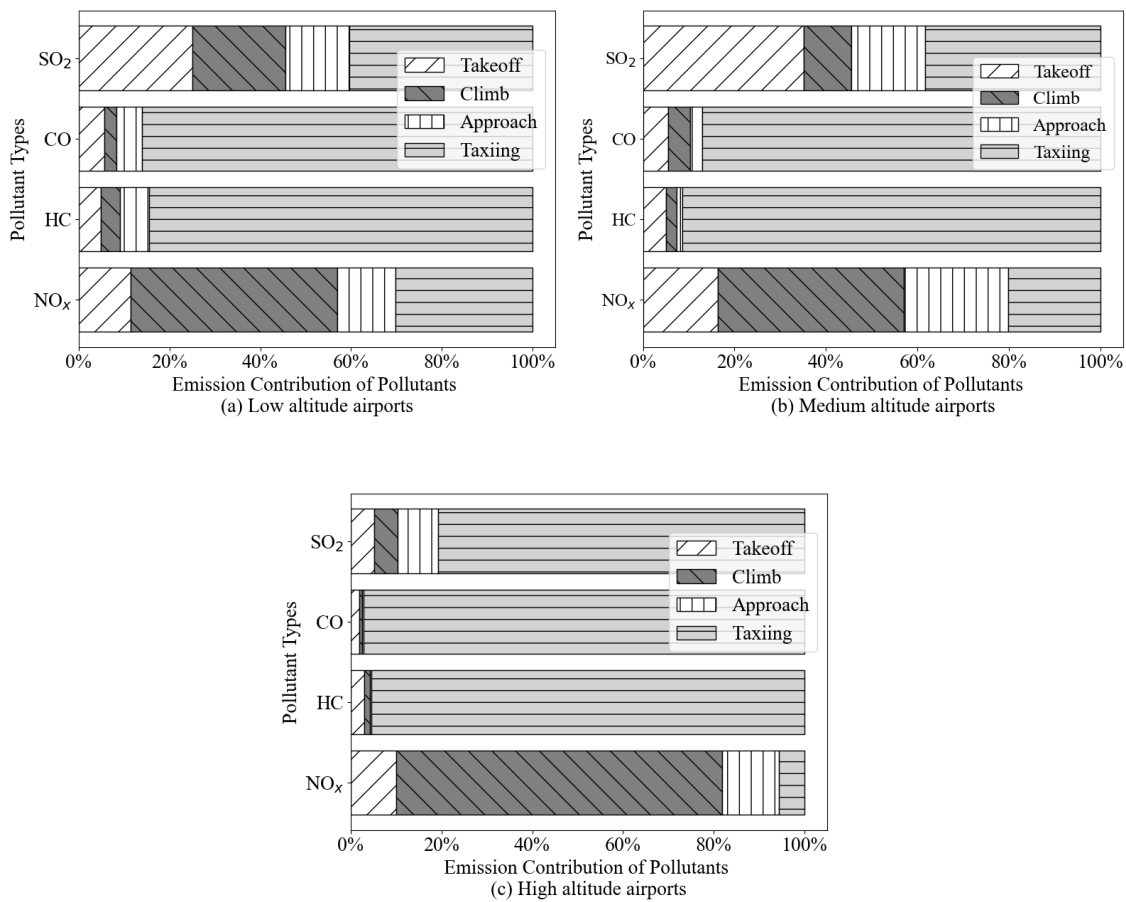 SO₂
CO
HC
NOₓ
Pollutant Types
Takeoff
Climb
Approach
Taxiing
0% 20% 40% 60% 80% 100%
Emission Contribution of Pollutants
(a) Low altitude airports
SO₂
CO
HC
NOₓ
Pollutant Types
Takeoff
Climb
Approach
Taxiing
0% 20% 40% 60% 80% 100%
Emission Contribution of Pollutants
(b) Medium altitude airports
SO₂
CO
HC
NOₓ
Pollutant Types
Takeoff
Climb
Approach
Taxiing
0% 20% 40% 60% 80% 100%
Emission Contribution of Pollutants
(c) High altitude airports